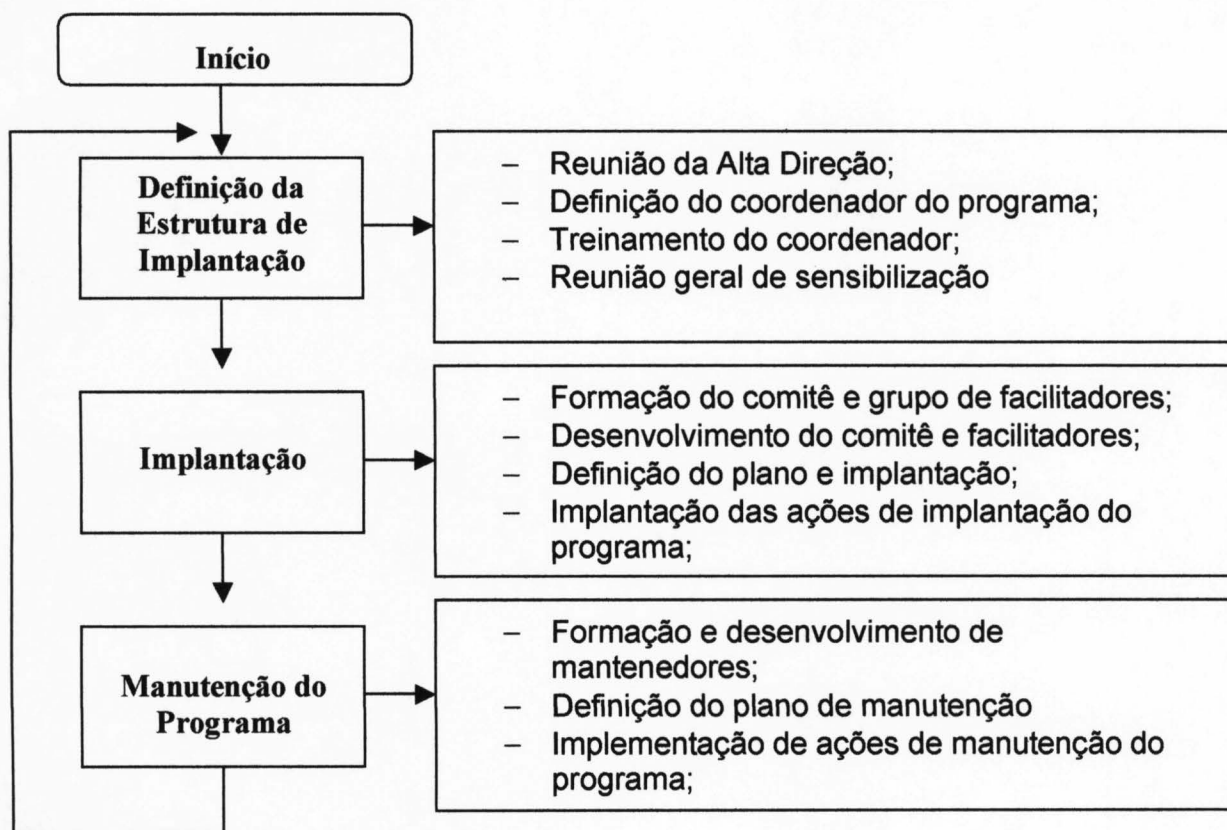 Início
Definição da
Estrutura de
Implantação
– Reunião da Alta Direção;
– Definição do coordenador do programa;
– Treinamento do coordenador;
– Reunião geral de sensibilização
Implantação
– Formação do comitê e grupo de facilitadores;
– Desenvolvimento do comitê e facilitadores;
– Definição do plano e implantação;
– Implantação das ações de implantação do
programa;
Manutenção do
Programa
– Formação e desenvolvimento de
mantenedores;
– Definição do plano de manutenção
– Implementação de ações de manutenção do
programa;